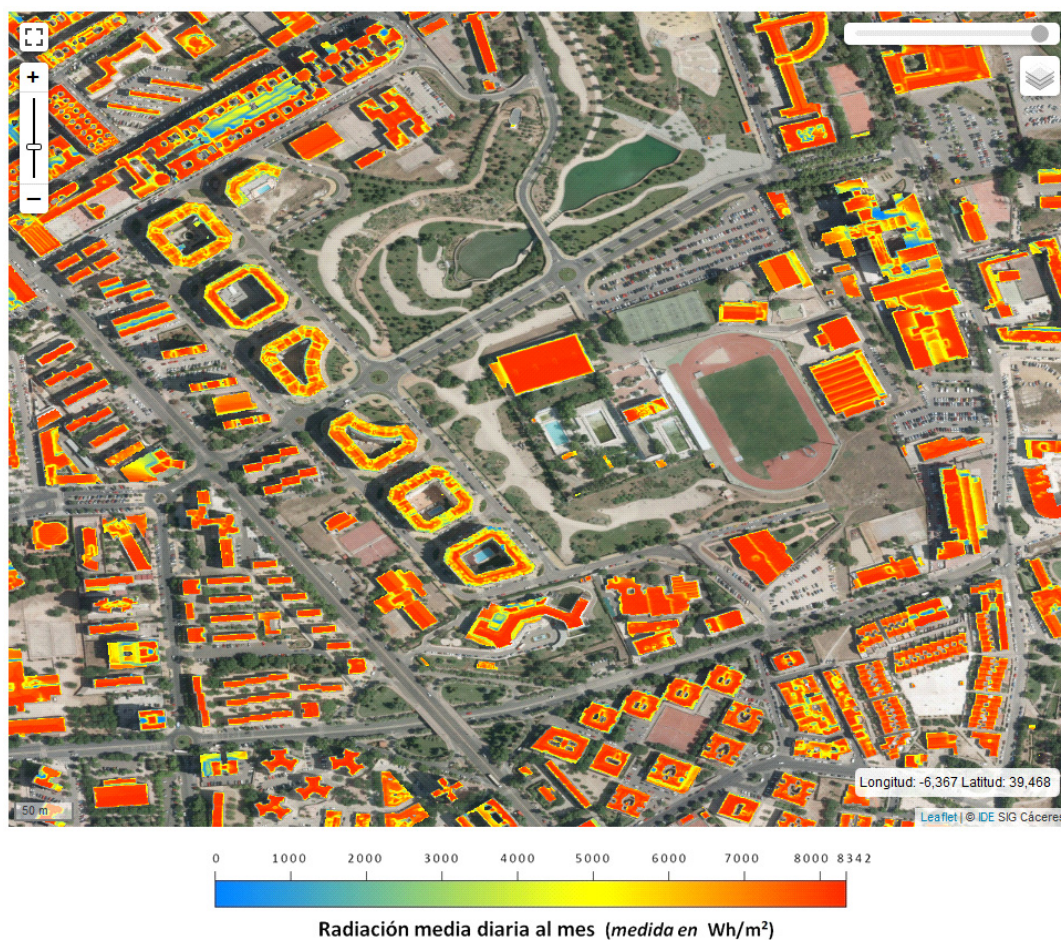 +
−
Longitud: -6,367 Latitud: 39,468
50 m
Leaflet | © IDE SIG Cáceres
0 1000 2000 3000 4000 5000 6000 7000 8000 8342
Radiación media diaria al mes (medida en Wh/m²)